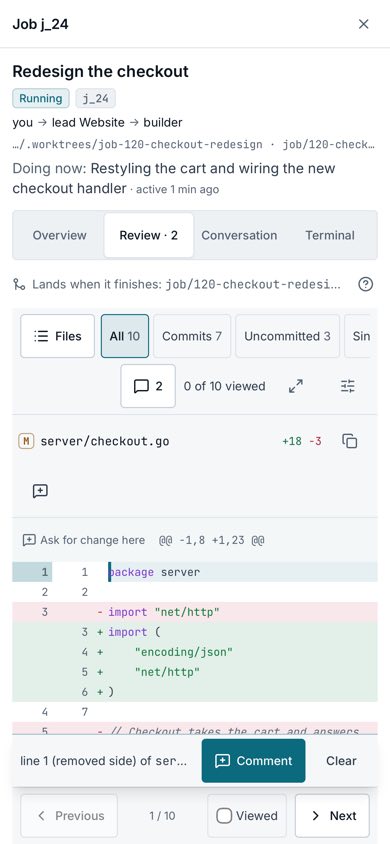 Job j_24
Redesign the checkout
Running j_24
you → lead Website → builder
…/.worktrees/job-120-checkout-redesign · job/120-check…
Doing now: Restyling the cart and wiring the new
checkout handler · active 1 min ago
Overview Review · 2 Conversation Terminal
Lands when it finishes: job/120-checkout-redesi…
Files All 10 Commits 7 Uncommitted 3 Sin
2 0 of 10 viewed
M server/checkout.go +18 -3
Ask for change here @@ -1,8 +1,23 @@
1 1 package server
2 2
3 - import "net/http"
3 + import (
4 + "encoding/json"
5 + "net/http"
6 + )
4 7
5 - // Checkout takes the cart and answers
line 1 (removed side) of ser… Comment Clear
Previous 1 / 10 Viewed Next